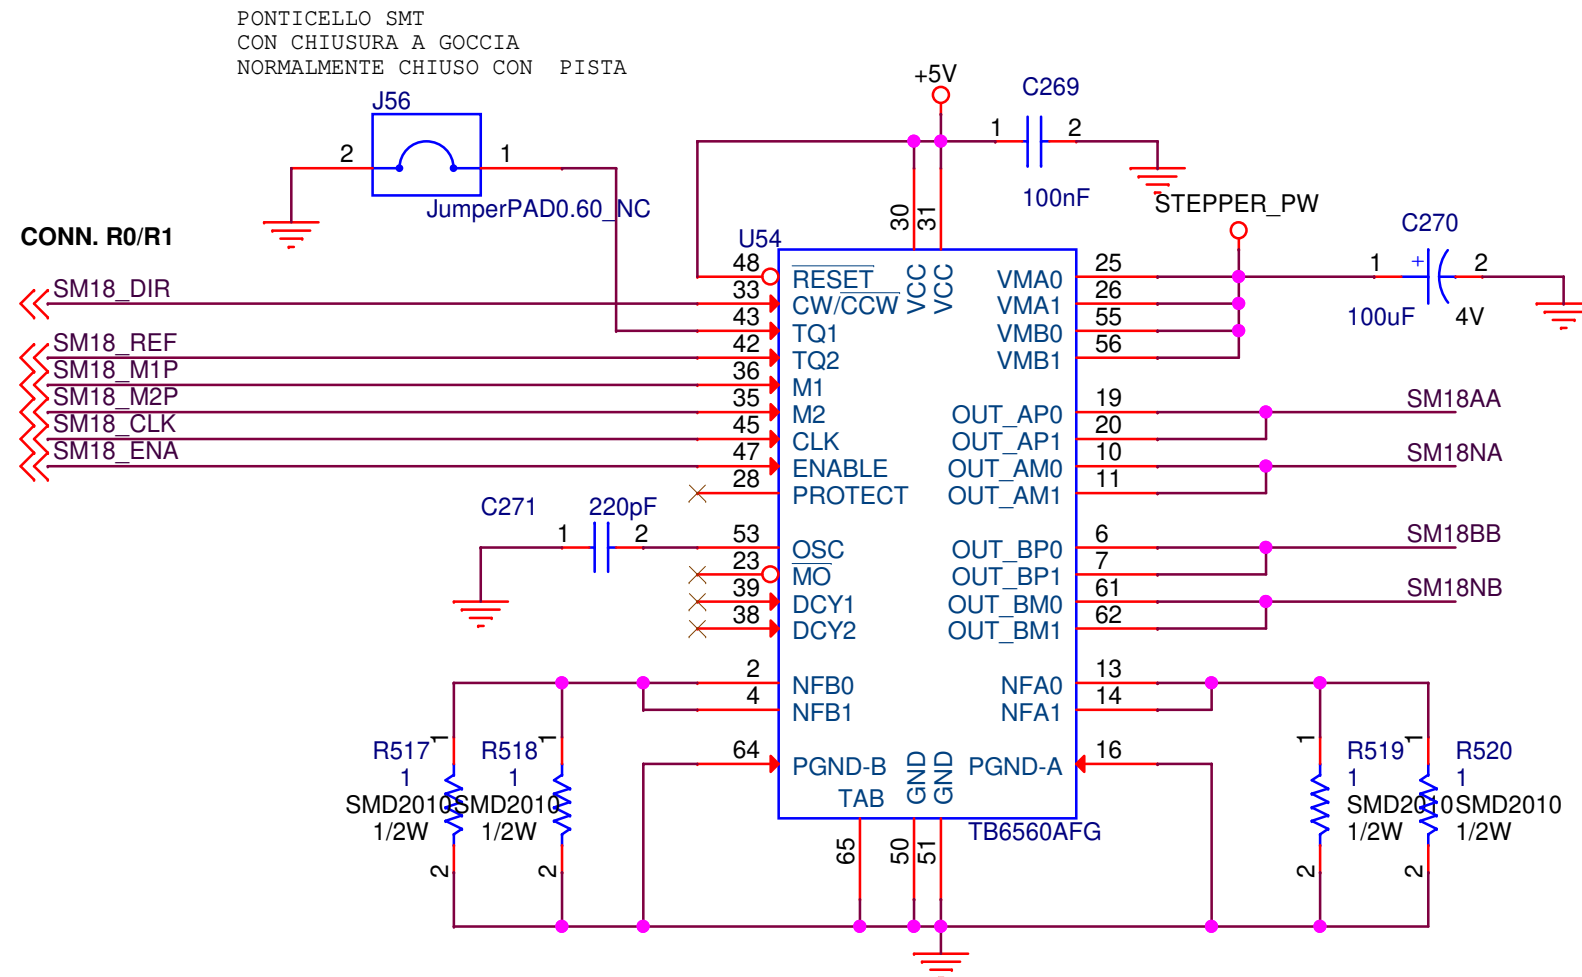 PONTICELLO SMT
CON CHIUSURA A GOCCIA
NORMALMENTE CHIUSO CON PISTA
J56
2
1
JumperPAD0.60_NC
+5V
C269
1
2
100nF
STEPPER_PW
C270
1
+
2
100uF
4V
CONN. R0/R1
SM18_DIR
SM18_REF
SM18_M1P
SM18_M2P
SM18_CLK
SM18_ENA
U54
30
31
VCC
VCC
48 RESET
33 CW/CCW
43 TQ1
42 TQ2
36 M1
35 M2
45 CLK
47 ENABLE
28 PROTECT
53 OSC
23 MO
39 DCY1
38 DCY2
2 NFB0
4 NFB1
64 PGND-B
VMA0 25
VMA1 26
VMB0 55
VMB1 56
OUT_AP0 19
OUT_AP1 20
OUT_AM0 10
OUT_AM1 11
OUT_BP0 6
OUT_BP1 7
OUT_BM0 61
OUT_BM1 62
NFA0 13
NFA1 14
PGND-A 16
SM18AA
SM18NA
SM18BB
SM18NB
C271
220pF
1
2
TAB
GND
GND
65
50
51
TB6560AFG
R517
1
SMD2010
1/2W
1
2
R518
1
SMD2010
1/2W
1
2
R519
1
SMD2010
1/2W
1
2
R520
1
SMD2010
1/2W
1
2